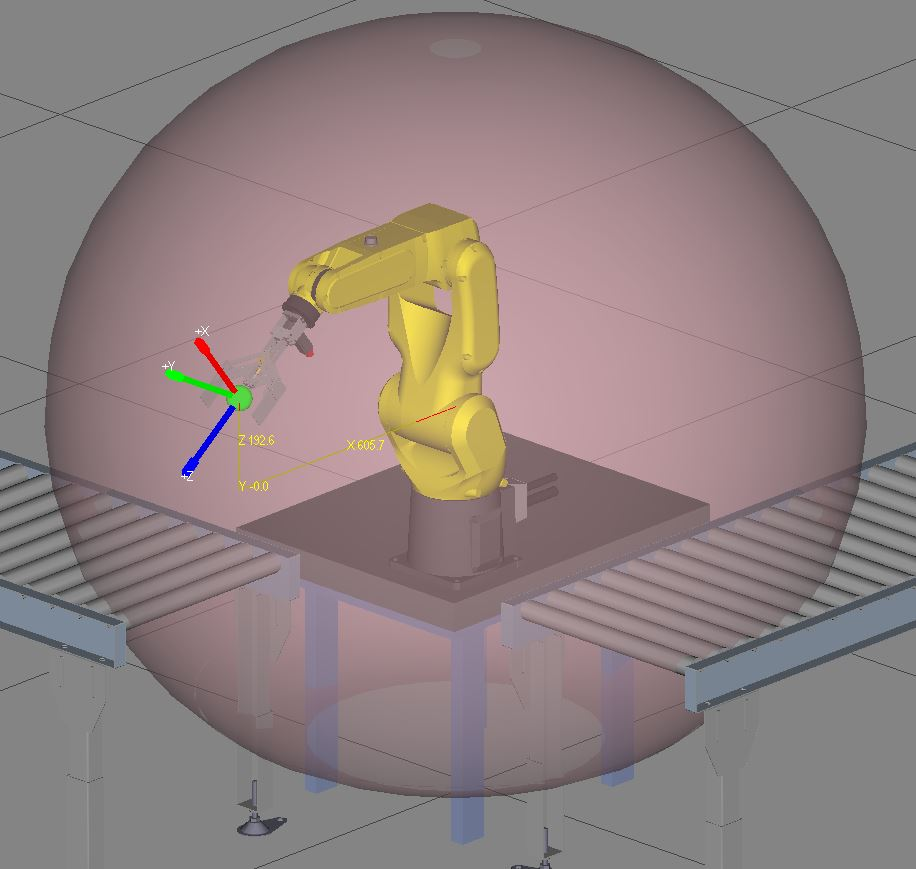 +X
+Y
Z 192.6
X 605.7
+Z
Y -0.0